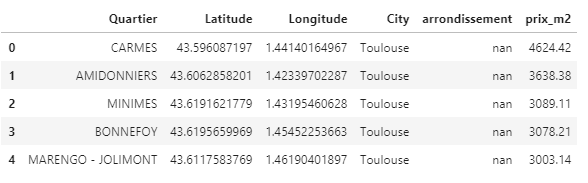 Quartier Latitude Longitude City arrondissement prix_m2
0 CARMES 43.596087197 1.44140164967 Toulouse nan 4624.42
1 AMIDONNIERS 43.6062858201 1.42339702287 Toulouse nan 3638.38
2 MINIMES 43.6191621779 1.43195460628 Toulouse nan 3089.11
3 BONNEFOY 43.6195659969 1.45452253663 Toulouse nan 3078.21
4 MARENGO - JOLIMONT 43.6117583769 1.46190401897 Toulouse nan 3003.14